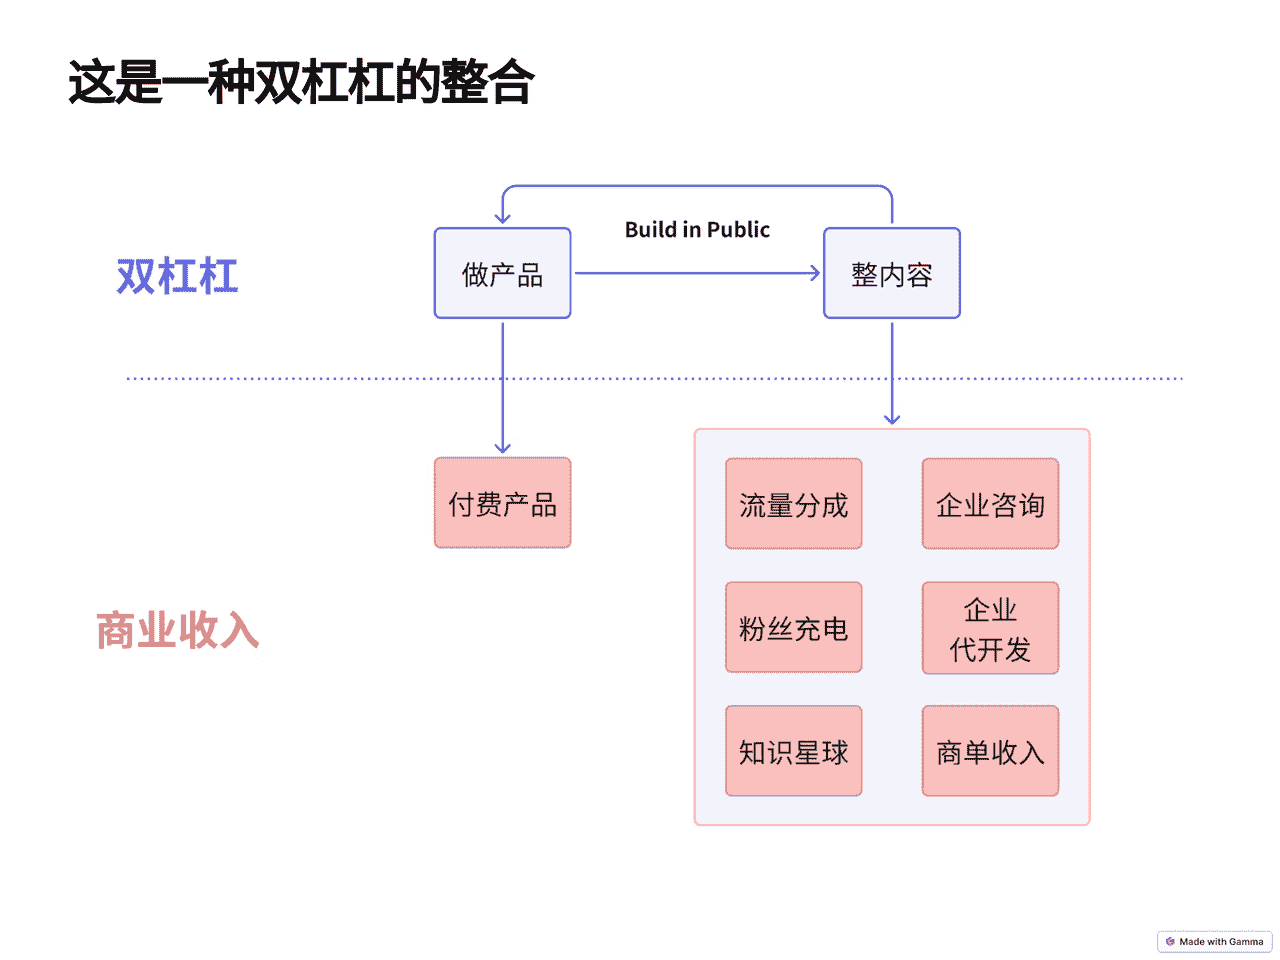 这是一种双杠杠的整合
Build in Public
双杠杠
做产品
整内容
付费产品
流量分成
企业咨询
商业收入
粉丝充电
企业
代开发
知识星球
商单收入
Made with Gamma